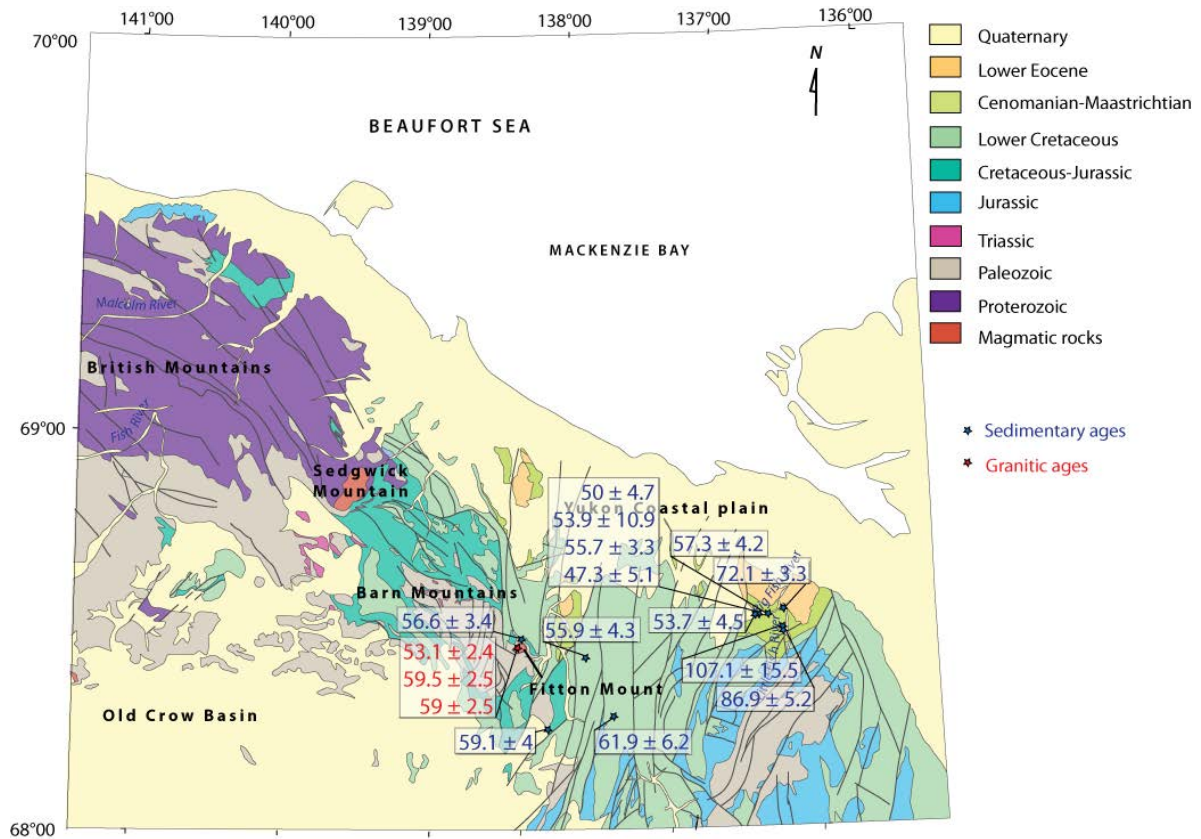 141°00
140°00
139°00
138°00
137°00
136°00
70°00
69°00
68°00
N
BEAUFORT SEA
MACKENZIE BAY
Malcolm River
British Mountains
Fish River
Sedgwick
Mountain
Yukon Coastal plain
Barn Mountains
Fitton Mount
Old Crow Basin
50 ± 4.7
53.9 ± 10.9
55.7 ± 3.3
47.3 ± 5.1
57.3 ± 4.2
72.1 ± 3.3
53.7 ± 4.5
56.6 ± 3.4
53.1 ± 2.4
59.5 ± 2.5
59 ± 2.5
55.9 ± 4.3
107.1 ± 15.5
86.9 ± 5.2
59.1 ± 4
61.9 ± 6.2
Quaternary
Lower Eocene
Cenomanian-Maastrichtian
Lower Cretaceous
Cretaceous-Jurassic
Jurassic
Triassic
Paleozoic
Proterozoic
Magmatic rocks
Sedimentary ages
Granitic ages